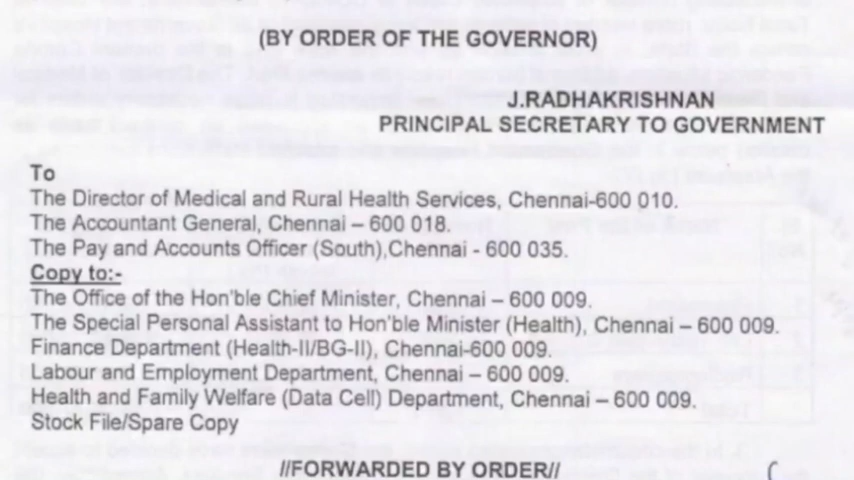 (BY ORDER OF THE GOVERNOR)
J.RADHAKRISHNAN
PRINCIPAL SECRETARY TO GOVERNMENT
To
The Director of Medical and Rural Health Services, Chennai-600 010.
The Accountant General, Chennai – 600 018.
The Pay and Accounts Officer (South),Chennai - 600 035.
Copy to:-
The Office of the Hon'ble Chief Minister, Chennai – 600 009.
The Special Personal Assistant to Hon'ble Minister (Health), Chennai – 600 009.
Finance Department (Health-II/BG-II), Chennai-600 009.
Labour and Employment Department, Chennai – 600 009.
Health and Family Welfare (Data Cell) Department, Chennai – 600 009.
Stock File/Spare Copy
//FORWARDED BY ORDER//